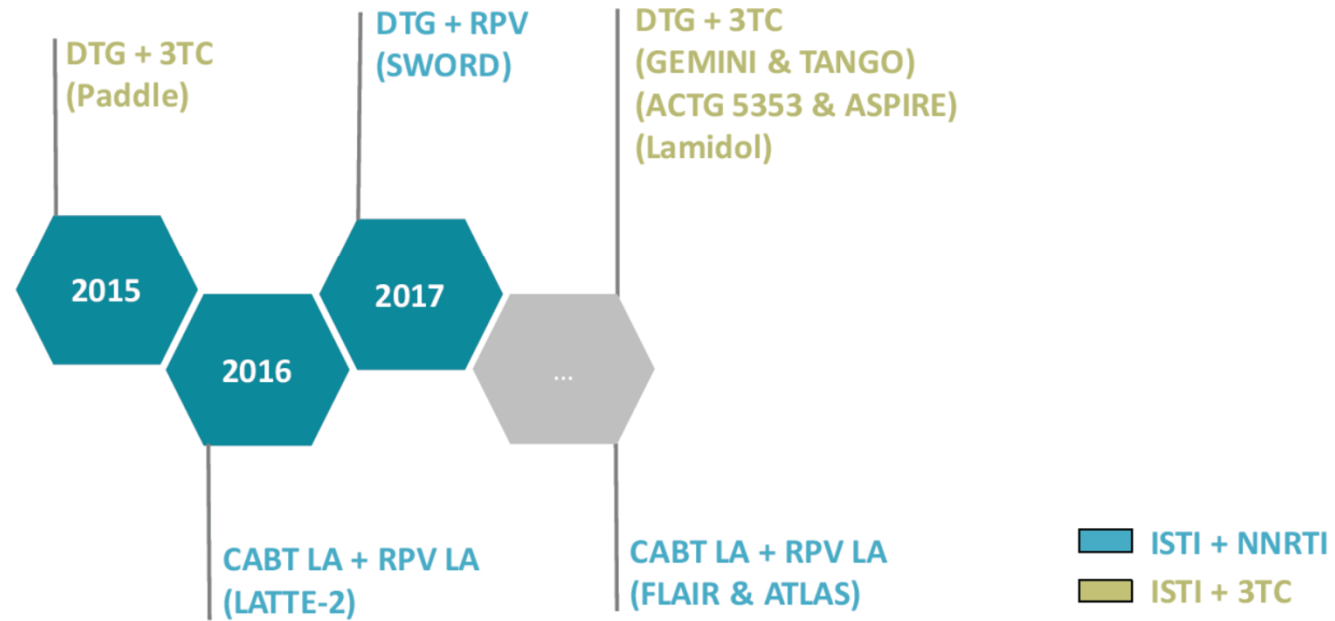 DTG + 3TC
(Paddle)
DTG + RPV
(SWORD)
DTG + 3TC
(GEMINI & TANGO)
(ACTG 5353 & ASPIRE)
(Lamidol)
2015
2016
2017
...
CABT LA + RPV LA
(LATTE-2)
CABT LA + RPV LA
(FLAIR & ATLAS)
ISTI + NNRTI
ISTI + 3TC